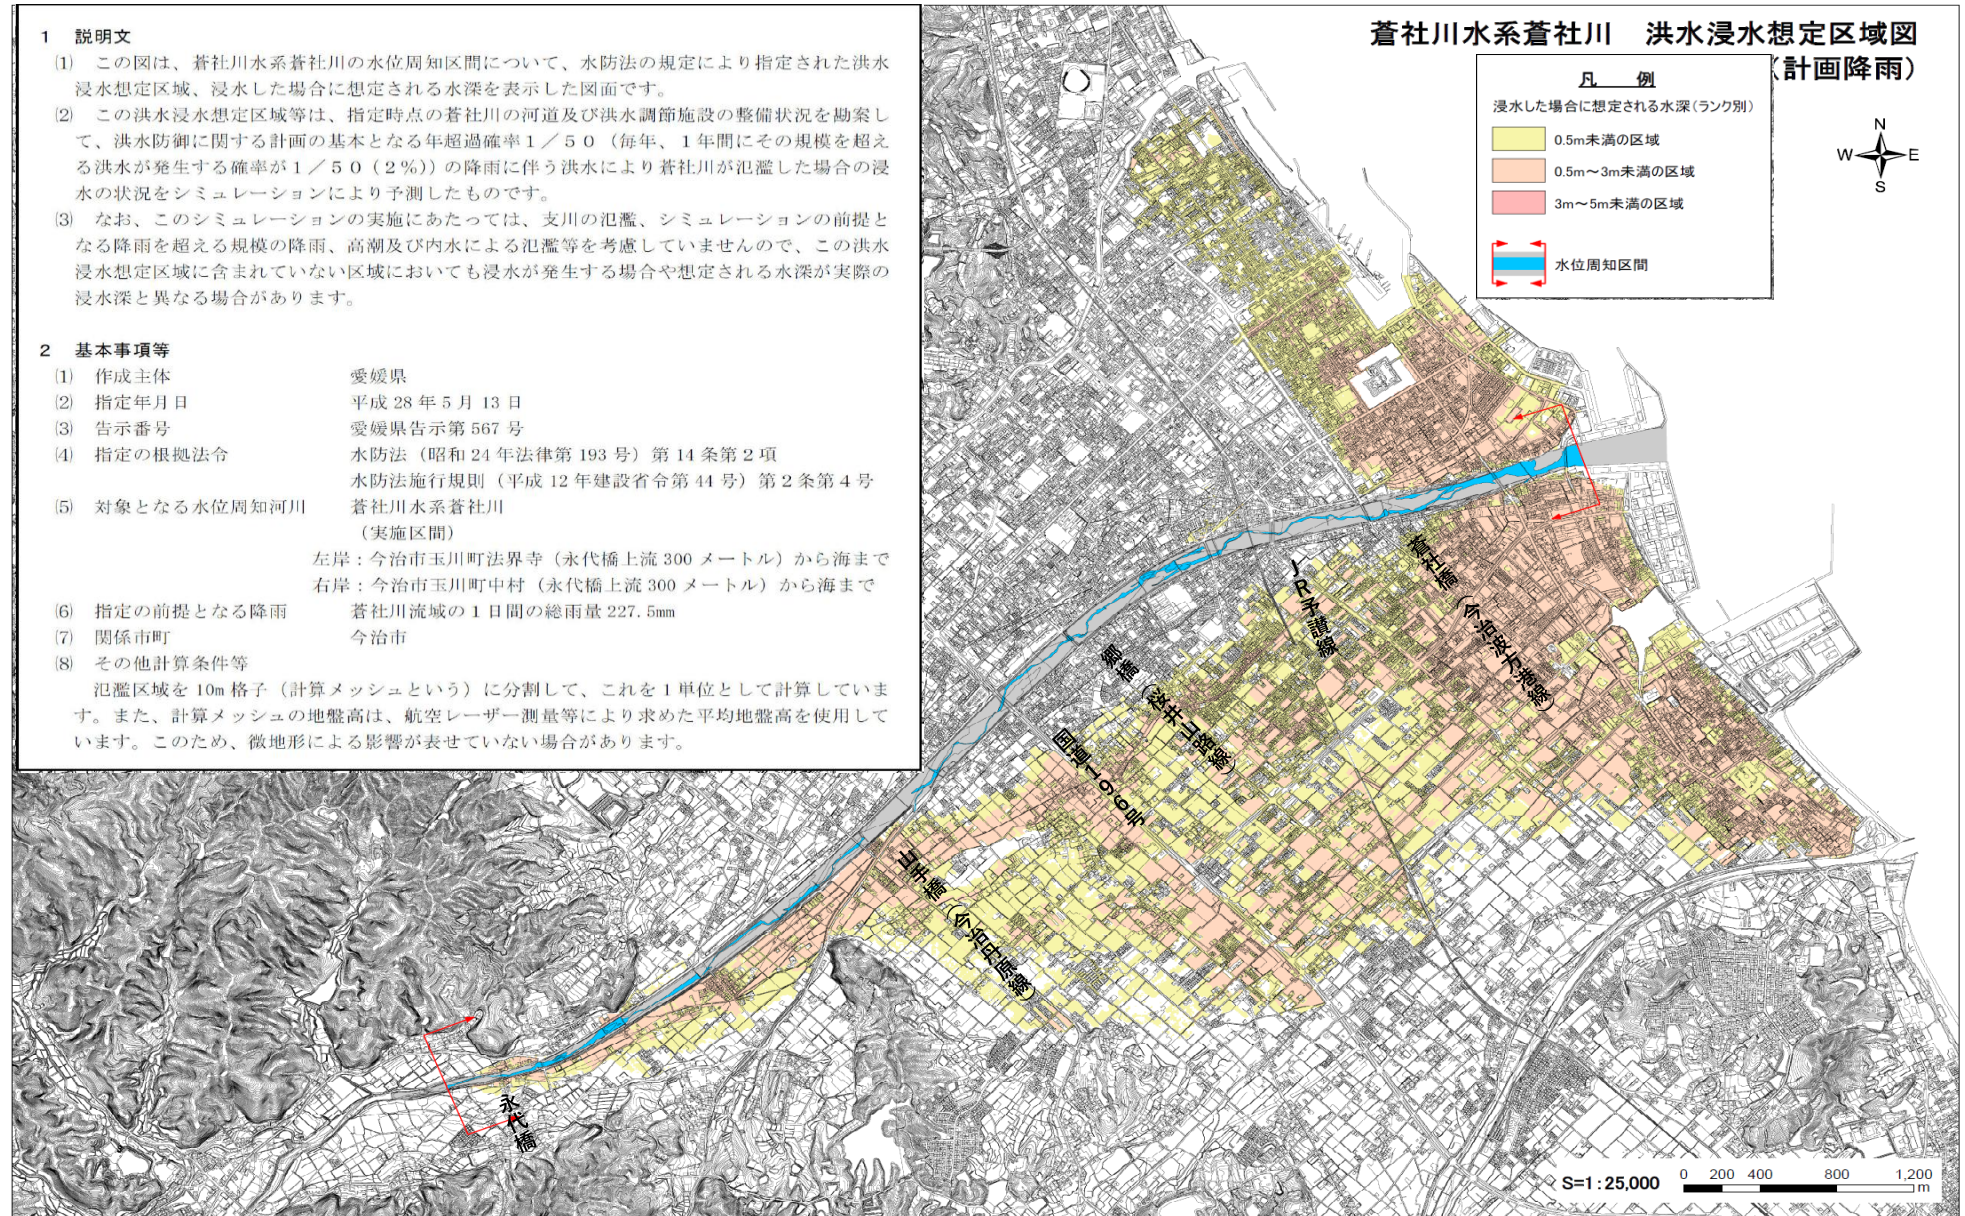 1 説明文
(1) この図は、蒼社川水系蒼社川の水位周知区間について、水防法の規定により指定された洪水
浸水想定区域、浸水した場合に想定される水深を表示した図面です。
(2) この洪水浸水想定区域等は、指定時点の蒼社川の河道及び洪水調節施設の整備状況を勘案し
て、洪水防御に関する計画の基本となる年超過確率1／50（毎年、1年間にその規模を超え
る洪水が発生する確率が1／50（2%））の降雨に伴う洪水により蒼社川が氾濫した場合の浸
水の状況をシミュレーションにより予測したものです。
(3) なお、このシミュレーションの実施にあたっては、支川の氾濫、シミュレーションの前提と
なる降雨を超える規模の降雨、高潮及び内水による氾濫等を考慮していませんので、この洪水
浸水想定区域に含まれていない区域においても浸水が発生する場合や想定される水深が実際の
浸水深と異なる場合があります。
2 基本事項等
(1) 作成主体 愛媛県
(2) 指定年月日 平成28年5月13日
(3) 告示番号 愛媛県告示第567号
(4) 指定の根拠法令 水防法（昭和24年法律第193号）第14条第2項
水防法施行規則（平成12年建設省令第44号）第2条第4号
(5) 対象となる水位周知河川 蒼社川水系蒼社川
（実施区間）
左岸：今治市玉川町法界寺（永代橋上流300メートル）から海まで
右岸：今治市玉川町中村（永代橋上流300メートル）から海まで
(6) 指定の前提となる降雨 蒼社川流域の1日間の総雨量227.5mm
(7) 関係市町 今治市
(8) その他計算条件等
氾濫区域を10m格子（計算メッシュという）に分割して、これを1単位として計算していま
す。また、計算メッシュの地盤高は、航空レーザー測量等により求めた平均地盤高を使用して
います。このため、微地形による影響が表せていない場合があります。
蒼社川水系蒼社川 洪水浸水想定区域図
（計画降雨）
凡 例
浸水した場合に想定される水深（ランク別）
0.5m未満の区域
0.5m～3m未満の区域
3m～5m未満の区域
水位周知区間
N
W E
S
蒼社橋（今治波方港線）
JR予讃線
郷橋（桜井山路線）
国道196号
山手橋（今治丹原線）
永代橋
S=1：25,000 0 200 400 800 1,200
m